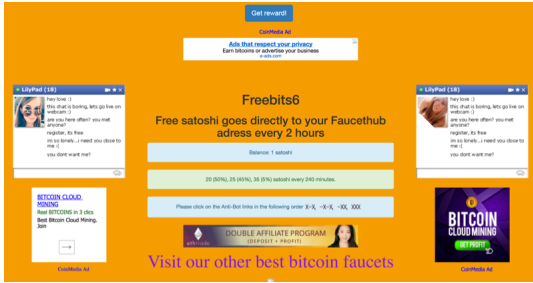 Get reward!
CoinMedia Ad
Ads that respect your privacy
Earn bitcoins or advertise your business
a-ads.com
LilyPad (18)
hey love :)
this chat is boring, lets go live on
webcam :)
are you here often? you met
anyone?
register, its free
im so lonely...i need you close to
me :(
you dont want me?
Freebits6
Free satoshi goes directly to your Faucethub
adress every 2 hours
Balance: 1 satoshi
20 (50%), 25 (45%), 35 (5%) satoshi every 240 minutes.
Please click on the Anti-Bot links in the following order X-X, -X-X, -XX, XXX
LilyPad (18)
hey love :)
this chat is boring, lets go live on
webcam :)
are you here often? you met
anyone?
register, its free
im so lonely...i need you close to
me :(
you dont want me?
BITCOIN CLOUD
MINING
Real BITCOINS in 3 clics
Best Bitcoin Cloud Mining,
Join
CoinMedia Ad
DOUBLE AFFILIATE PROGRAM
(DEPOSIT + PROFIT)
Visit our other best bitcoin faucets
BITCOIN
CLOUD MINING
GET PROFIT
CoinMedia Ad